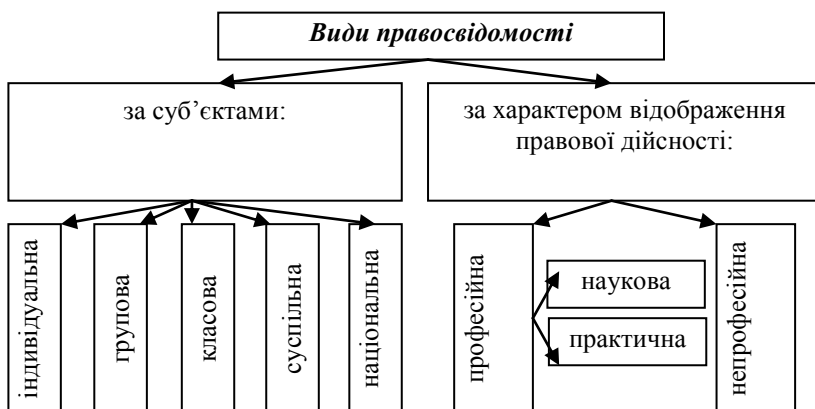 Види правосвідомості
за суб’єктами:
за характером відображення
правової дійсності:
індивідуальна
групова
класова
суспільна
національна
професійна
наукова
практична
непрофесійна